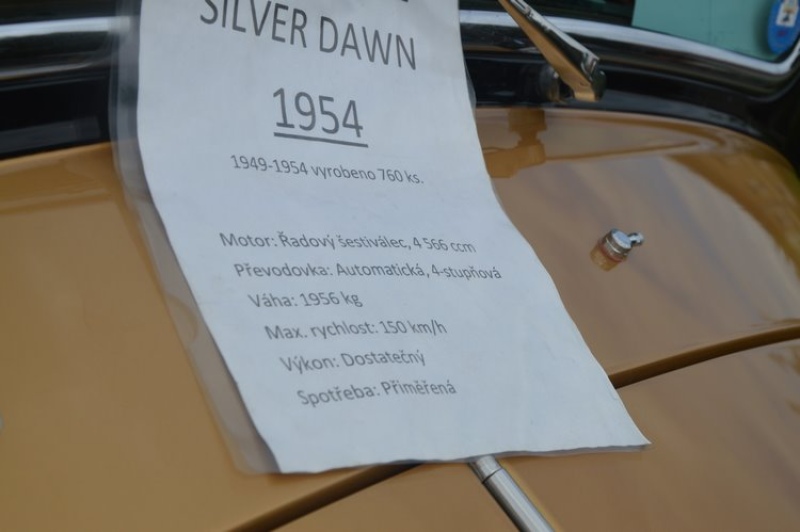 SILVER DAWN
1954
1949-1954 vyrobeno 760 ks.
Motor: Řadový šestiválec, 4 566 ccm
Převodovka: Automatická, 4-stupňová
Váha: 1956 kg
Max. rychlost: 150 km/h
Výkon: Dostatečný
Spotřeba: Přiměřená